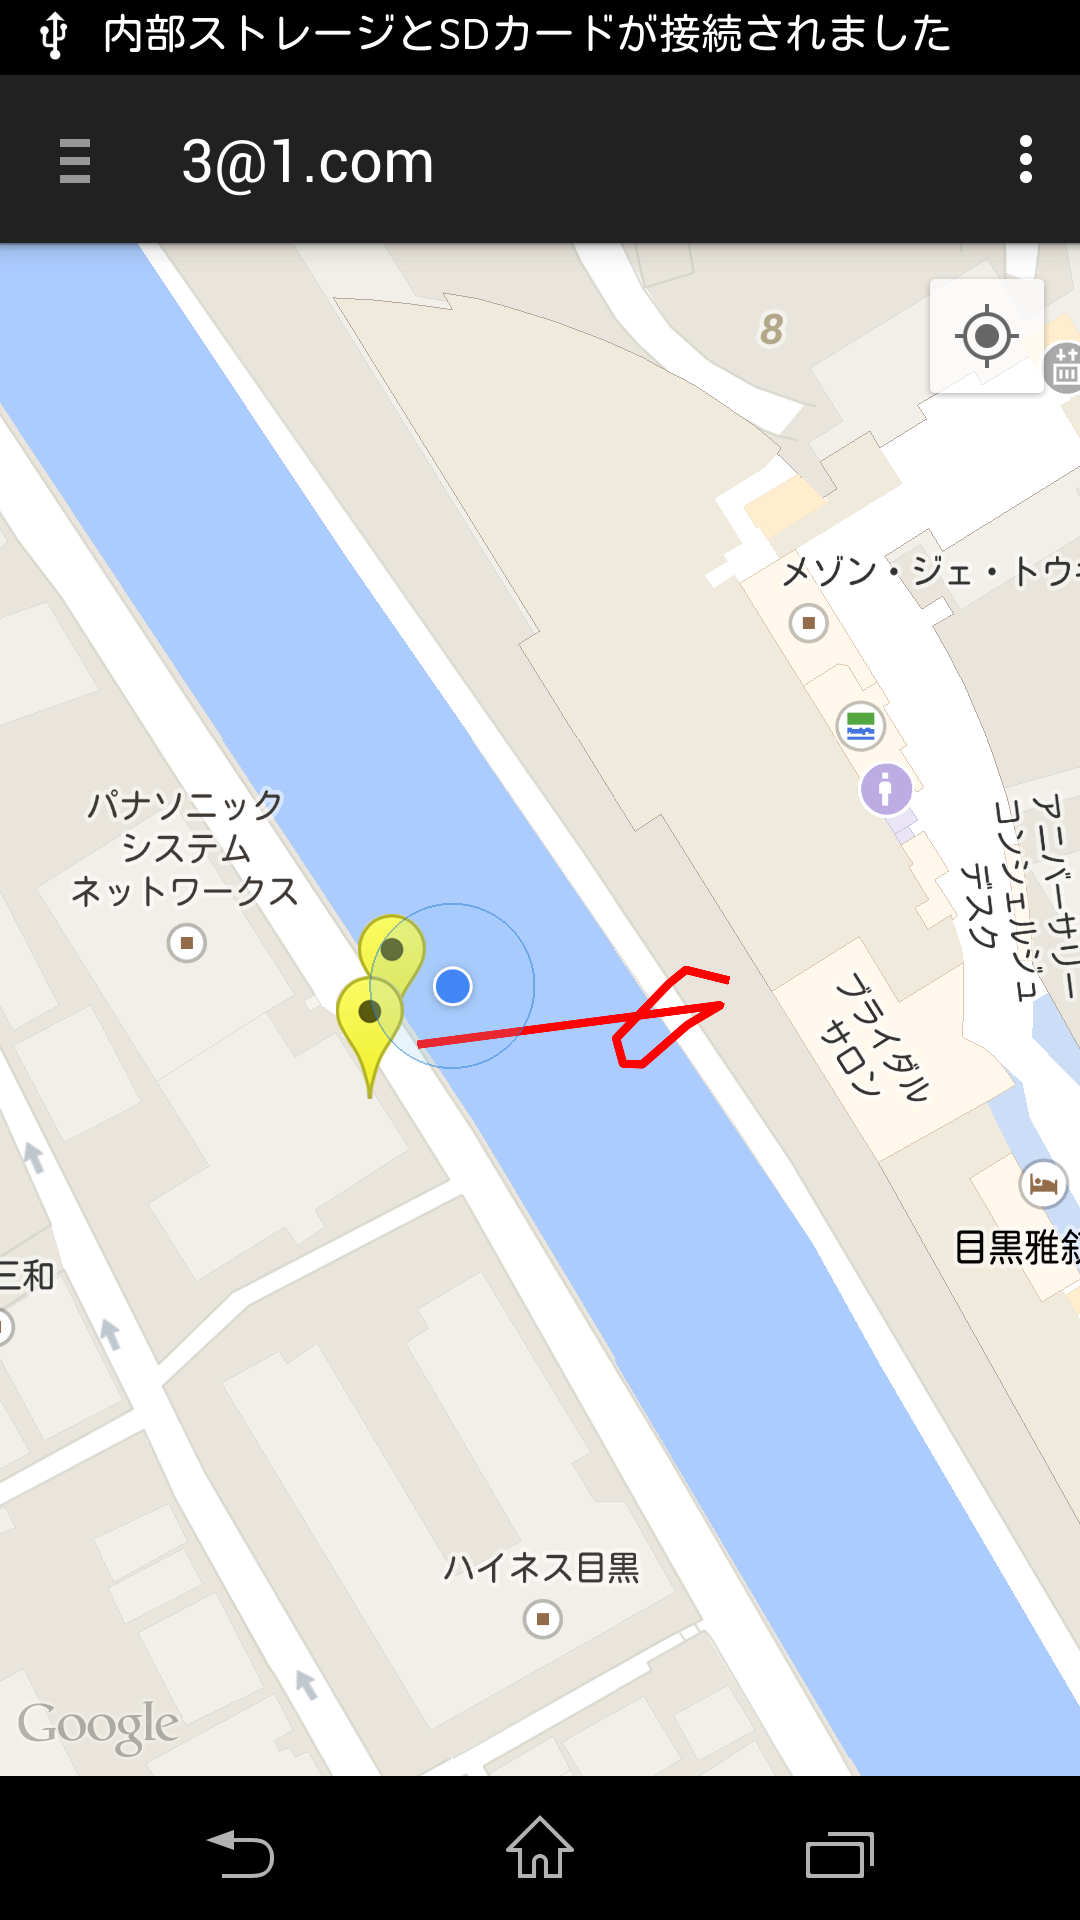 内部ストレージとSDカードが接続されました
3@1.com
8
メゾン・ジェ・トウキ
パナソニック
システム
ネットワークス
アニバーサリー
コンシェルジュ
デスク
ブライダル
サロン
目黒雅叙
三和
ハイネス目黒
Google